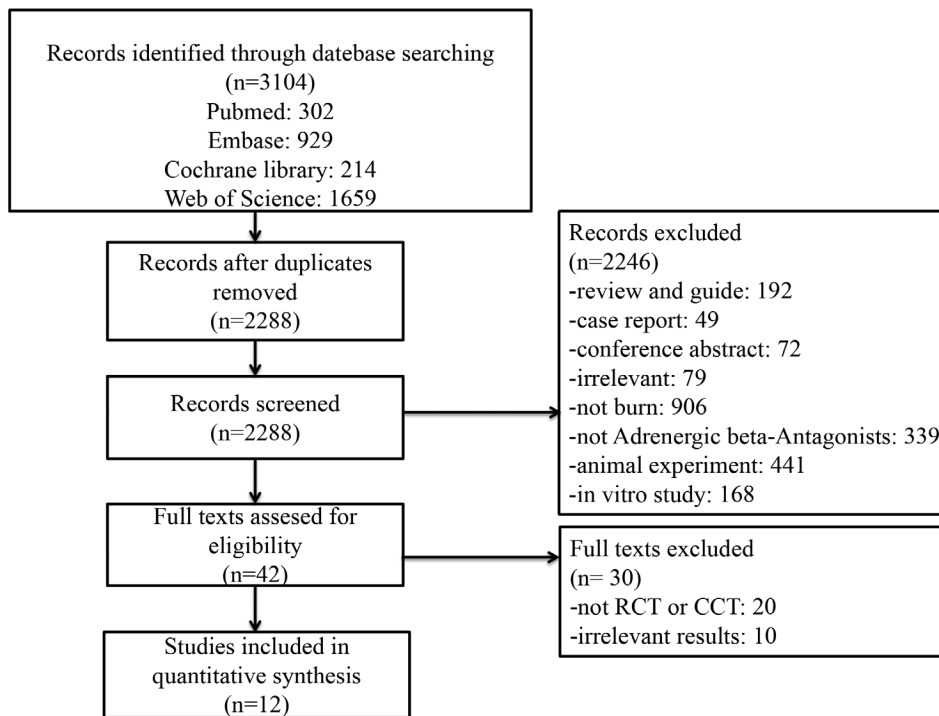 Records identified through datebase searching
(n=3104)
Pubmed: 302
Embase: 929
Cochrane library: 214
Web of Science: 1659
Records after duplicates
removed
(n=2288)
Records screened
(n=2288)
Records excluded
(n=2246)
-review and guide: 192
-case report: 49
-conference abstract: 72
-irrelevant: 79
-not burn: 906
-not Adrenergic beta-Antagonists: 339
-animal experiment: 441
-in vitro study: 168
Full texts assesed for
eligibility
(n=42)
Full texts excluded
(n= 30)
-not RCT or CCT: 20
-irrelevant results: 10
Studies included in
quantitative synthesis
(n=12)